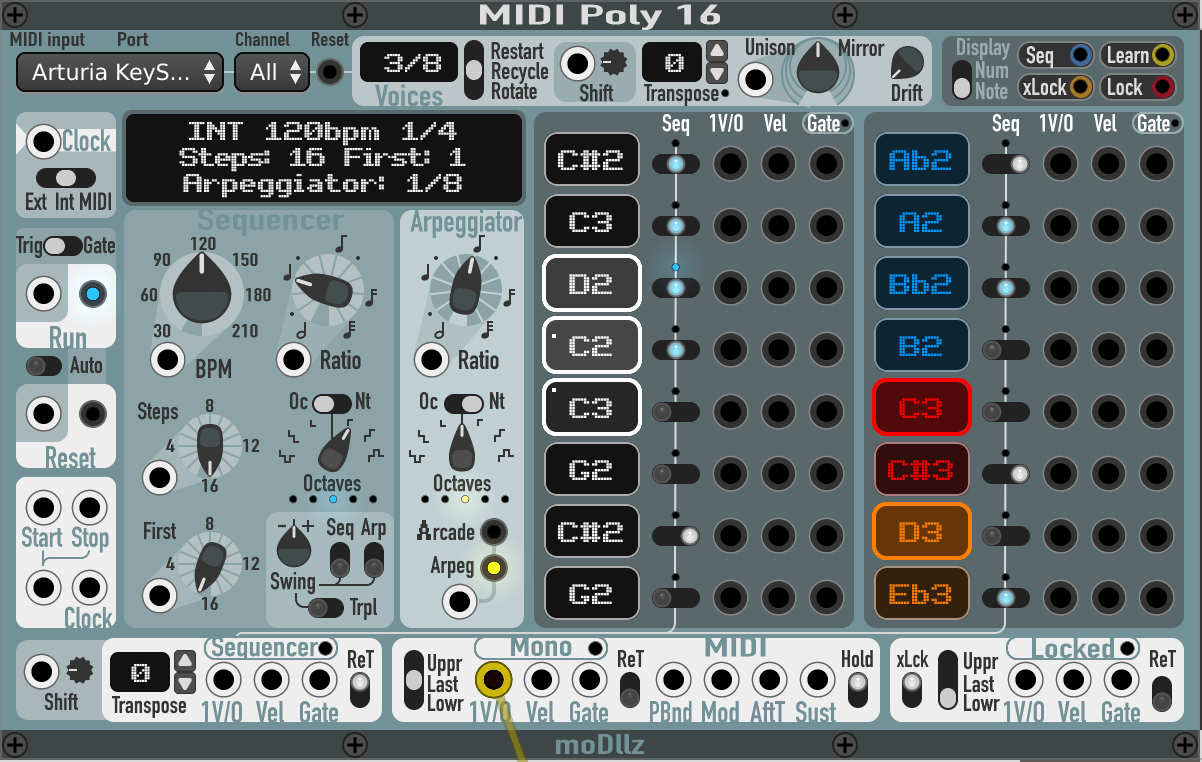 MIDI Poly 16
MIDI input Port Channel Reset
Arturia KeyS... All
3/8
Voices
Restart
Recycle
Rotate
Shift
0
Transpose
Unison Mirror
Drift
Display
Num
Note
Seq Learn
xLock Lock
Clock
Ext Int MIDI
Trig Gate
Run
Auto
Reset
Start Stop
Clock
INT 120bpm 1/4
Steps: 16 First: 1
Arpeggiator: 1/8
Sequencer
120
90 150
60 180
30 210
BPM
Ratio
Steps
8
4 12
16
Oc Nt
Octaves
First
8
4 12
16
Seq Arp
Swing
Trpl
Arpeggiator
Ratio
Oc Nt
Octaves
Arcade
Arpeg
Seq 1V/O Vel Gate
C#2
C3
D2
C2
C3
G2
C#2
G2
Seq 1V/O Vel Gate
Ab2
A2
Bb2
B2
C3
C#3
D3
Eb3
Shift
0
Transpose
Sequencer
1V/O Vel Gate
ReT
Uppr
Last
Lowr
Mono
1V/O Vel Gate
ReT
MIDI
PBnd Mod AftT Sust
Hold
xLck
Uppr
Last
Lowr
Locked
1V/O Vel Gate
ReT
moDllz